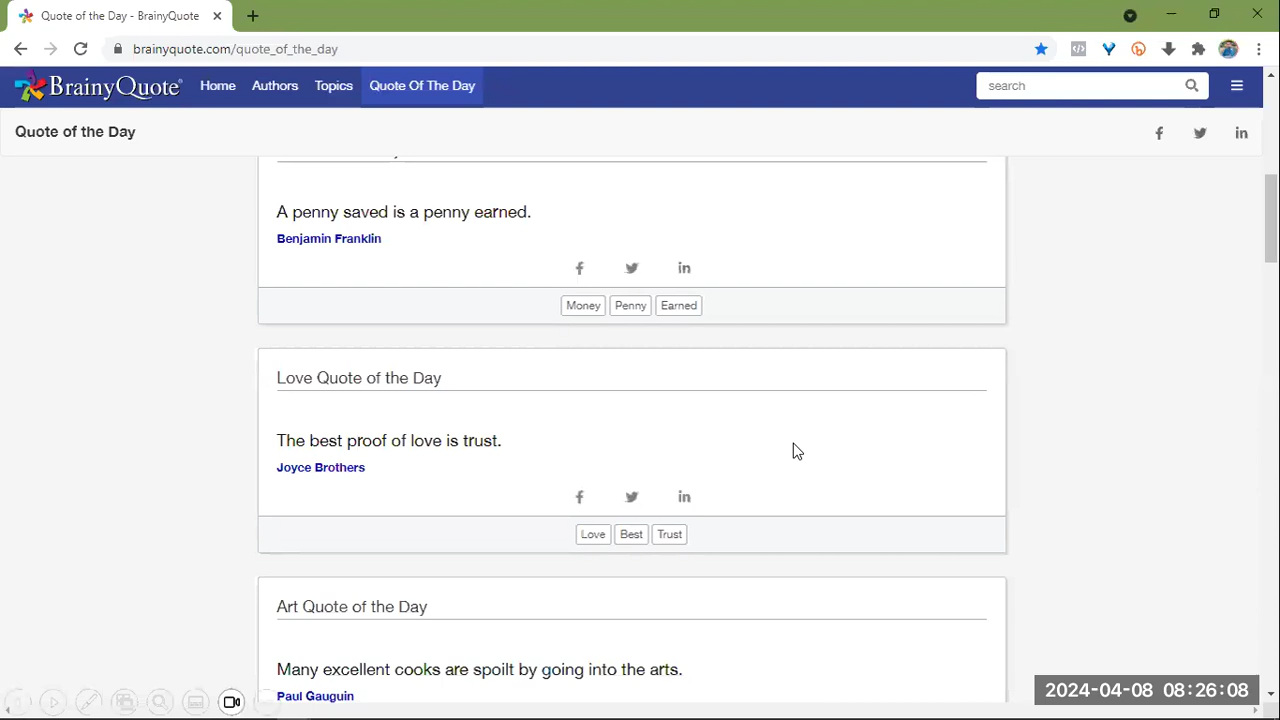 Quote of the Day - BrainyQuote
brainyquote.com/quote_of_the_day
BrainyQuote® Home Authors Topics Quote Of The Day search
Quote of the Day
A penny saved is a penny earned.
Benjamin Franklin
Money Penny Earned
Love Quote of the Day
The best proof of love is trust.
Joyce Brothers
Love Best Trust
Art Quote of the Day
Many excellent cooks are spoilt by going into the arts.
Paul Gauguin
2024-04-08 08:26:08